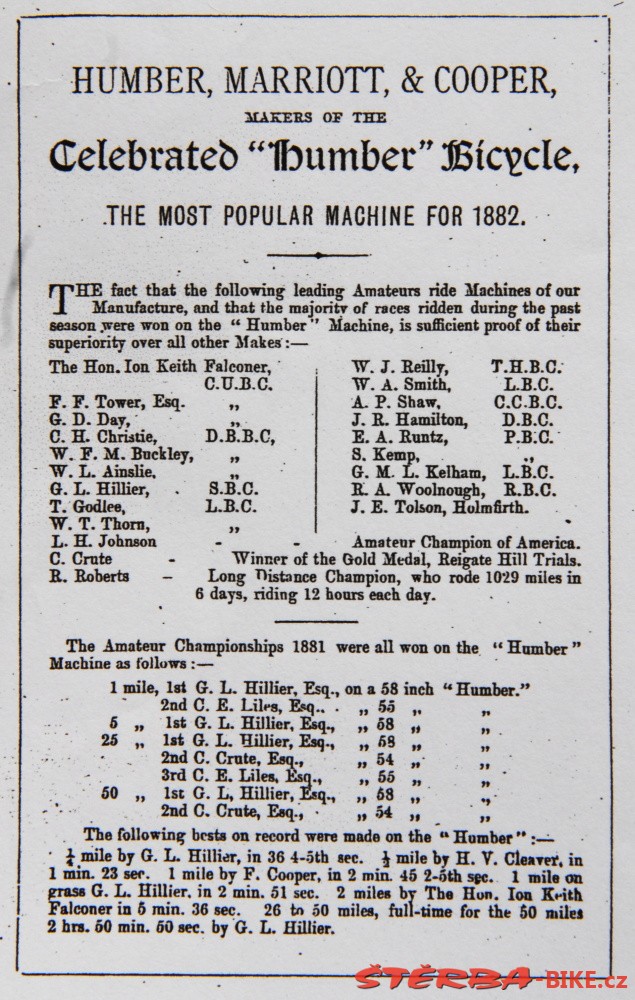 HUMBER, MARRIOTT, & COOPER,
MAKERS OF THE
Celebrated "Humber" Bicycle,
THE MOST POPULAR MACHINE FOR 1882.
THE fact that the following leading Amateurs ride Machines of our
Manufacture, and that the majority of races ridden during the past
season were won on the "Humber" Machine, is sufficient proof of their
superiority over all other Makes:—
The Hon. Ion Keith Falconer,
C.U.B.C.
F. F. Tower, Esq. „
G. D. Day, „
C. H. Christie, D.B.B.C,
W. F. M. Buckley, „
W. L. Ainslie, „
G. L. Hillier, S.B.C.
T. Godlee, L.B.C.
W. T. Thorn, „
W. J. Reilly, T.H.B.C.
W. A. Smith, L.B.C.
A. P. Shaw, C.C.B.C.
J. R. Hamilton, D.B.C.
E. A. Runtz, P.B.C.
S. Kemp, „
G. M. L. Kelham, L.B.C.
R. A. Woolnough, R.B.C.
J. E. Tolson, Holmfirth.
L. H. Johnson - - Amateur Champion of America.
C. Crute - Winner of the Gold Medal, Reigate Hill Trials.
R. Roberts - Long Distance Champion, who rode 1029 miles in
6 days, riding 12 hours each day.
The Amateur Championships 1881 were all won on the "Humber"
Machine as follows:—
1 mile, 1st G. L. Hillier, Esq., on a 58 inch "Humber."
2nd C. E. Liles, Esq.. . „ 55 „ „
5 „ 1st G. L. Hillier, Esq., „ 58 „ „
25 „ 1st G. L. Hillier, Esq., „ 58 „ „
2nd C. Crute, Esq., „ 54 „ „
3rd C. E. Liles, Esq., „ 55 „ „
50 „ 1st G. L, Hillier, Esq., „ 58 „ „
2nd C. Crute, Esq., „ 54 „ „
The following bests on record were made on the "Humber":—
¼ mile by G. L. Hillier, in 36 4-5th sec. ½ mile by H. V. Cleaver, in
1 min. 23 sec. 1 mile by F. Cooper, in 2 min. 45 2-5th sec. 1 mile on
grass G. L. Hillier, in 2 min. 51 sec. 2 miles by The Hon. Ion Keith
Falconer in 5 min. 36 sec. 26 to 50 miles, full-time for the 50 miles
2 hrs. 50 min. 50 sec. by G. L. Hillier.
ŠTĚRBA-BIKE.cz